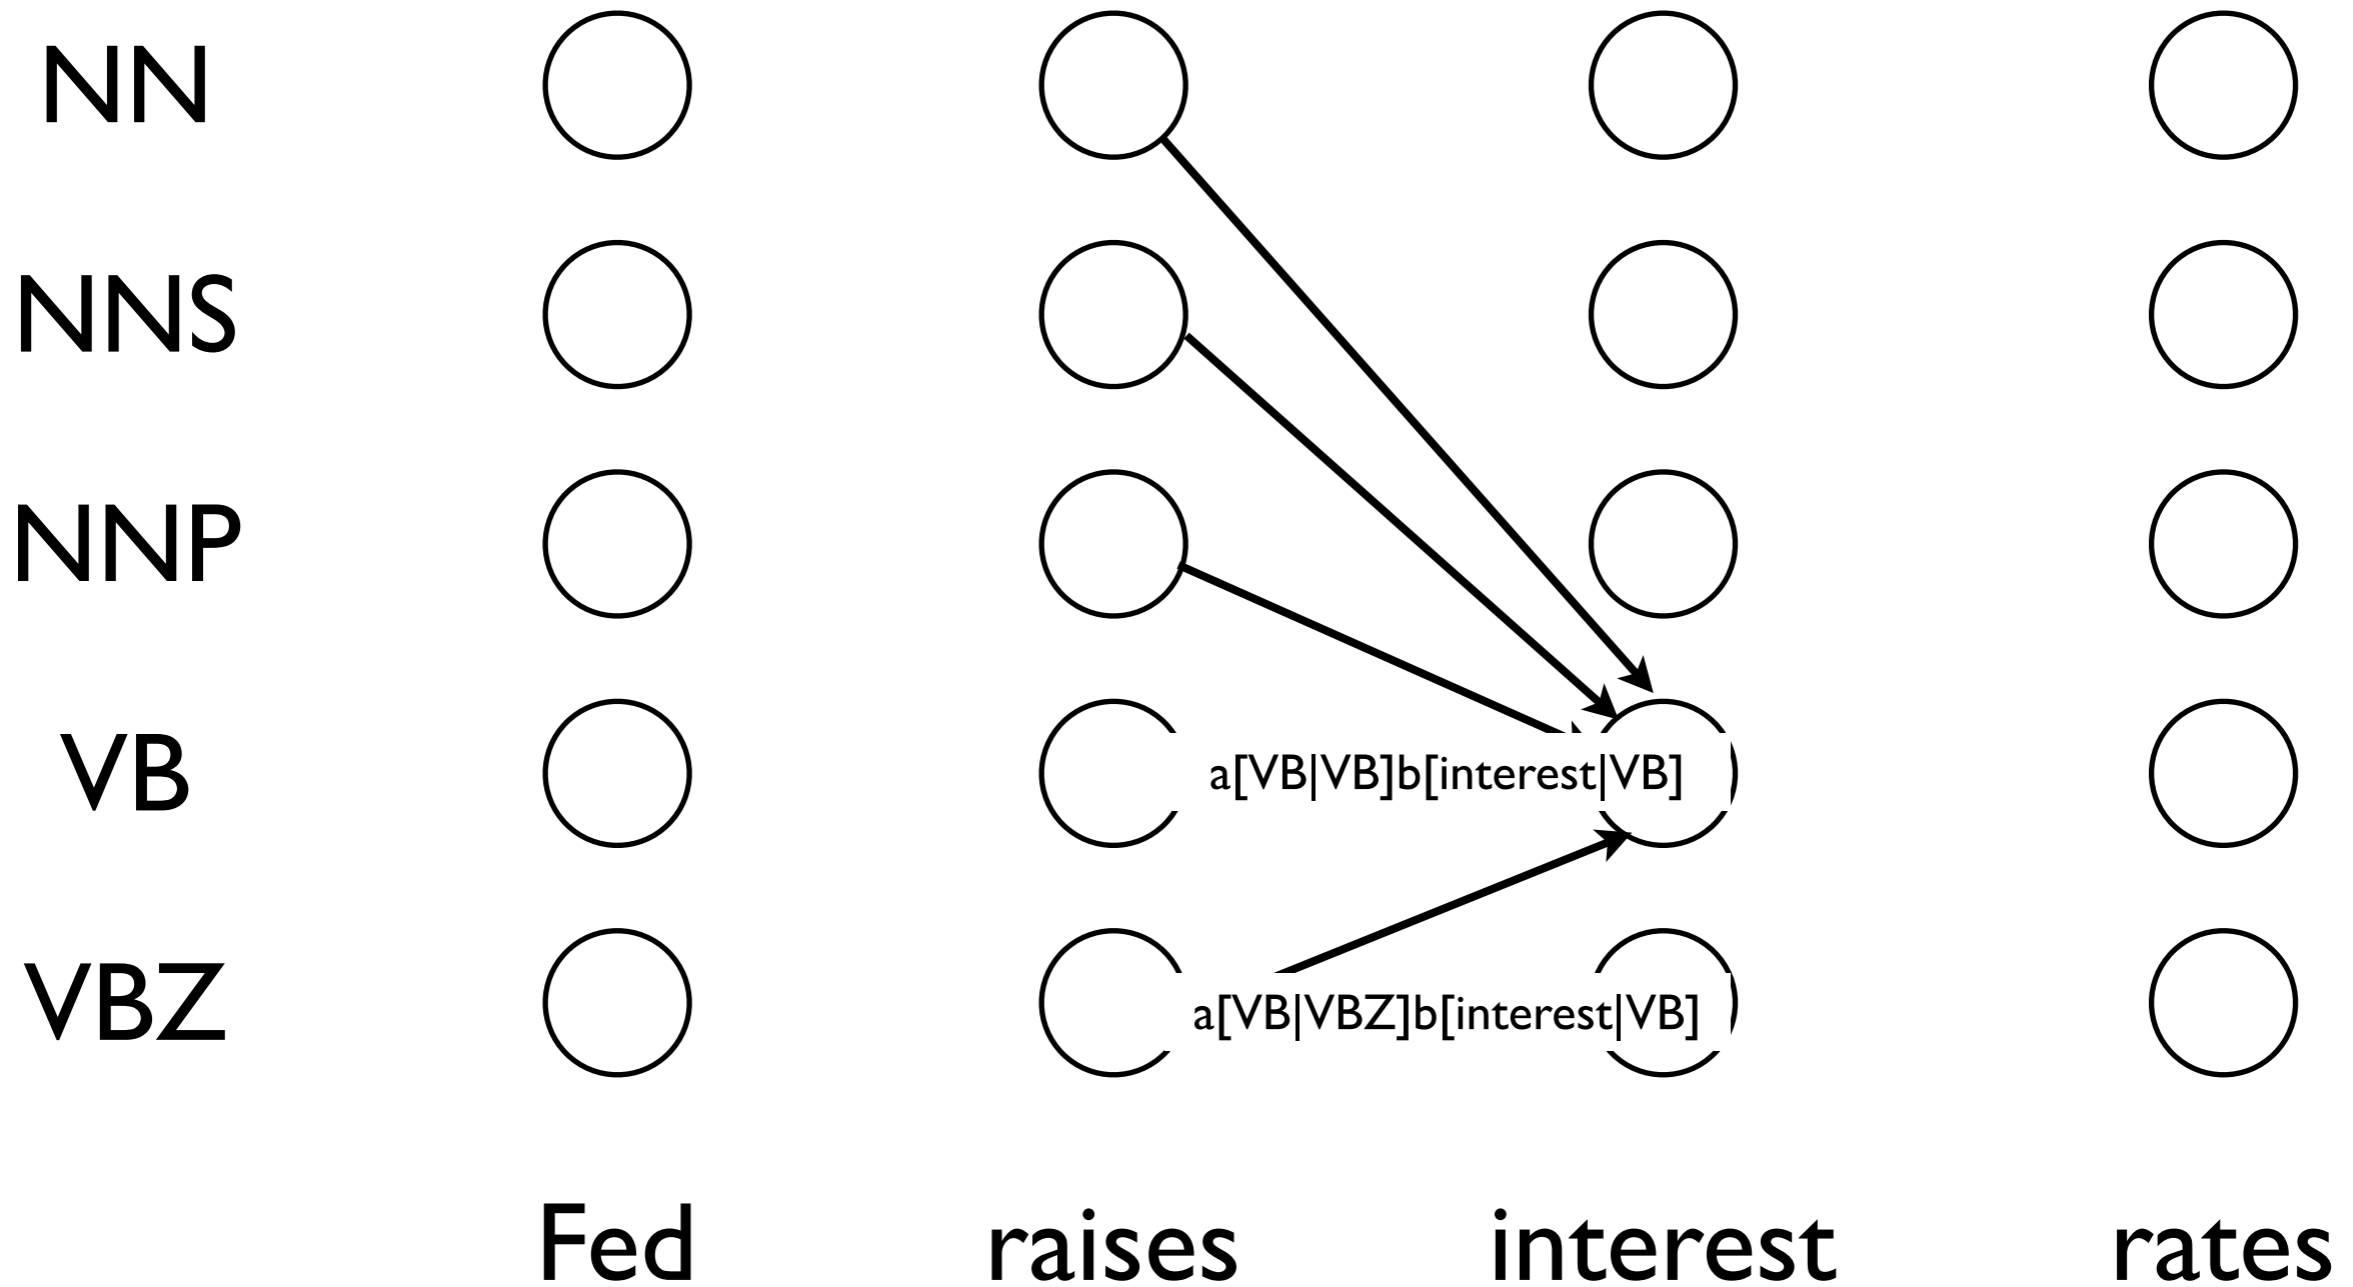 NN
NNS
NNP
VB
a[VB|VB]b[interest|VB]
VBZ
a[VB|VBZ]b[interest|VB]
Fed raises interest rates